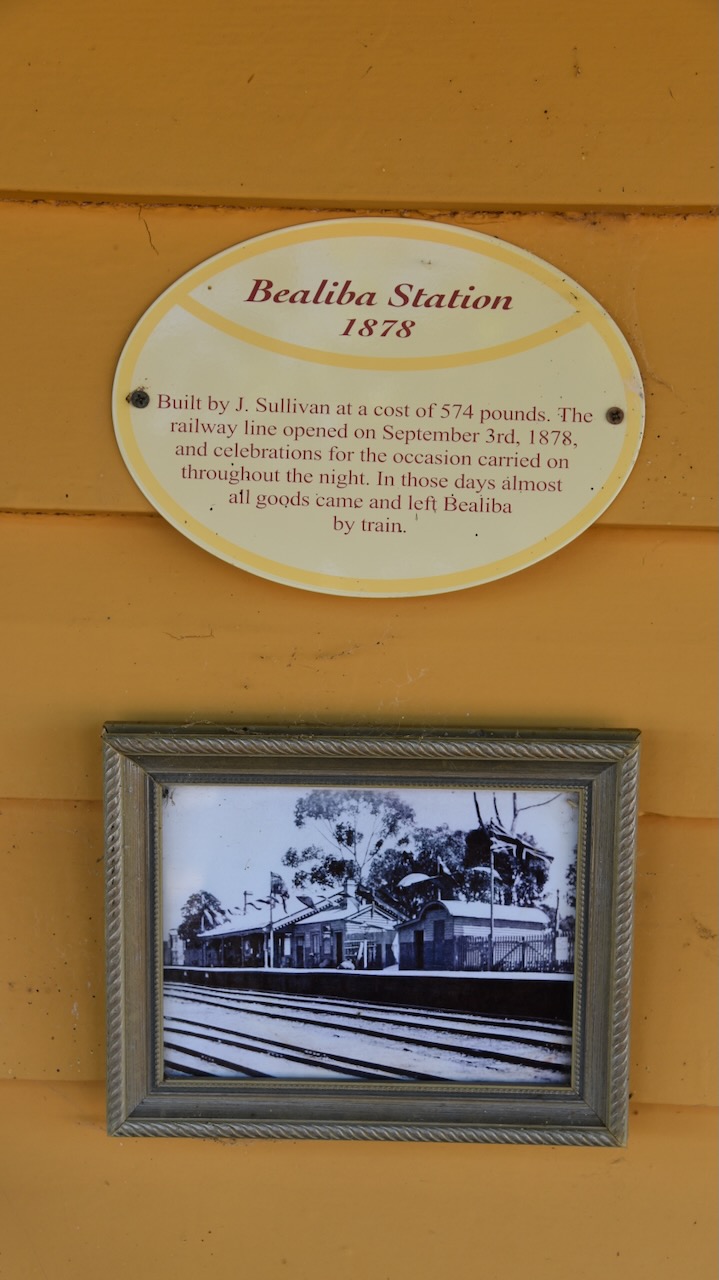 Bealiba Station
1878
Built by J. Sullivan at a cost of 574 pounds. The
railway line opened on September 3rd, 1878,
and celebrations for the occasion carried on
throughout the night. In those days almost
all goods came and left Bealiba
by train.